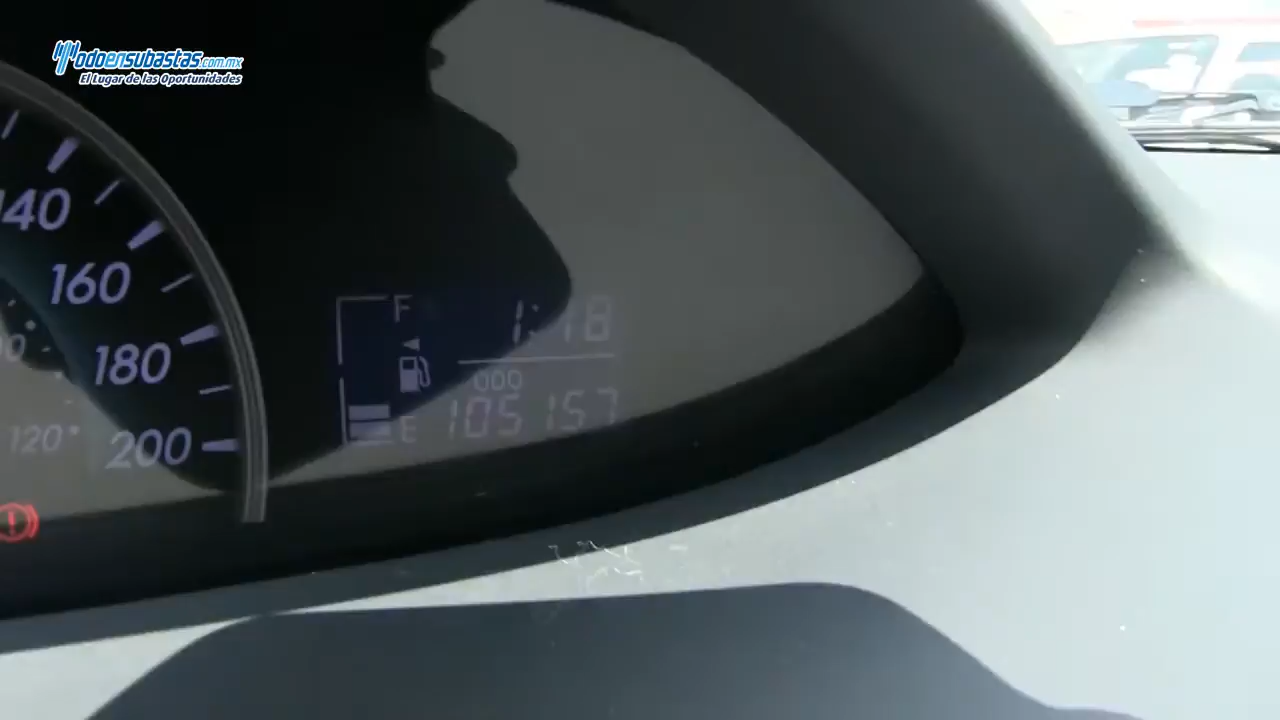 todoensubastas.com.mx
El Lugar de las Oportunidades
140
160
180
200
120°
F
1:18
000
E 105157